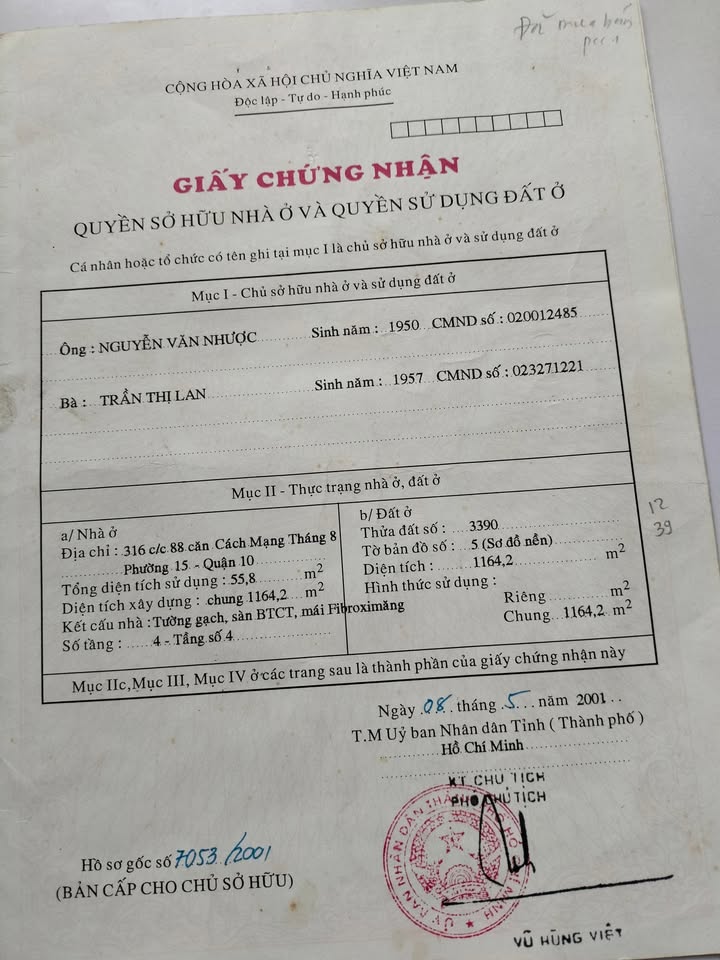 Đã mua bán
CỘNG HÒA XÃ HỘI CHỦ NGHĨA VIỆT NAM
Độc lập - Tự do - Hạnh phúc
GIẤY CHỨNG NHẬN
QUYỀN SỞ HỮU NHÀ Ở VÀ QUYỀN SỬ DỤNG ĐẤT Ở
Cá nhân hoặc tổ chức có tên ghi tại mục I là chủ sở hữu nhà ở và sử dụng đất ở
Mục I - Chủ sở hữu nhà ở và sử dụng đất ở
Ông : NGUYỄN VĂN NHƯỢC Sinh năm : 1950 CMND số : 020012485
Bà : TRẦN THỊ LAN Sinh năm : 1957 CMND số : 023271221
Mục II - Thực trạng nhà ở, đất ở
a/ Nhà ở
Địa chỉ : 316 c/c 88 căn Cách Mạng Tháng 8
Phường 15 - Quận 10
Tổng diện tích sử dụng : 55,8 m2
Diện tích xây dựng : chung 1164,2 m2
Kết cấu nhà : Tường gạch, sàn BTCT, mái Fibroximăng
Số tầng : 4 - Tầng số 4
b/ Đất ở
Thửa đất số : 3390
Tờ bản đồ số : 5 (Sơ đồ nền)
Diện tích : 1164,2 m2
Hình thức sử dụng :
Riêng m2
Chung 1164,2 m2
12
39
Mục IIc, Mục III, Mục IV ở các trang sau là thành phần của giấy chứng nhận này
Ngày 08 tháng 5 năm 2001
T.M Uỷ ban Nhân dân Tỉnh ( Thành phố )
Hồ Chí Minh
KT CHỦ TỊCH
PHÓ CHỦ TỊCH
Hồ sơ gốc số 7053/2001
(BẢN CẤP CHO CHỦ SỞ HỮU)
VŨ HÙNG VIỆT